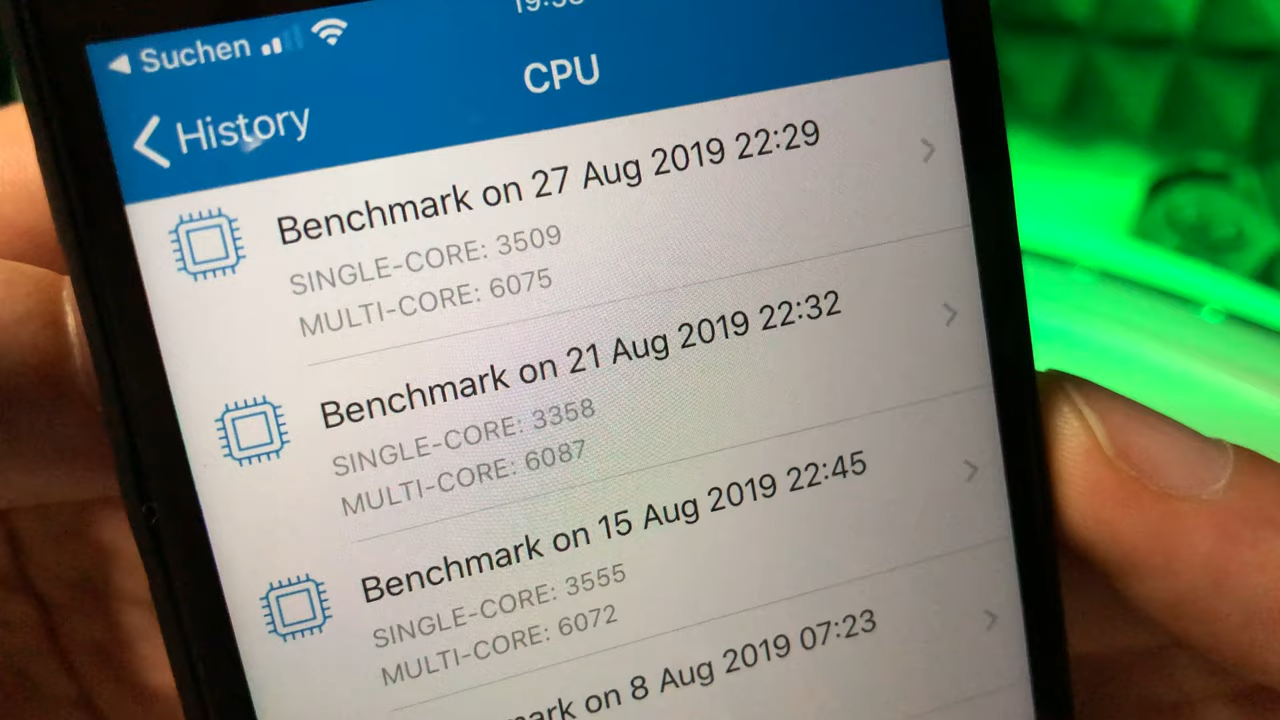 Suchen
CPU
History
Benchmark on 27 Aug 2019 22:29
SINGLE-CORE: 3509
MULTI-CORE: 6075
Benchmark on 21 Aug 2019 22:32
SINGLE-CORE: 3358
MULTI-CORE: 6087
Benchmark on 15 Aug 2019 22:45
SINGLE-CORE: 3555
MULTI-CORE: 6072
on 8 Aug 2019 07:23